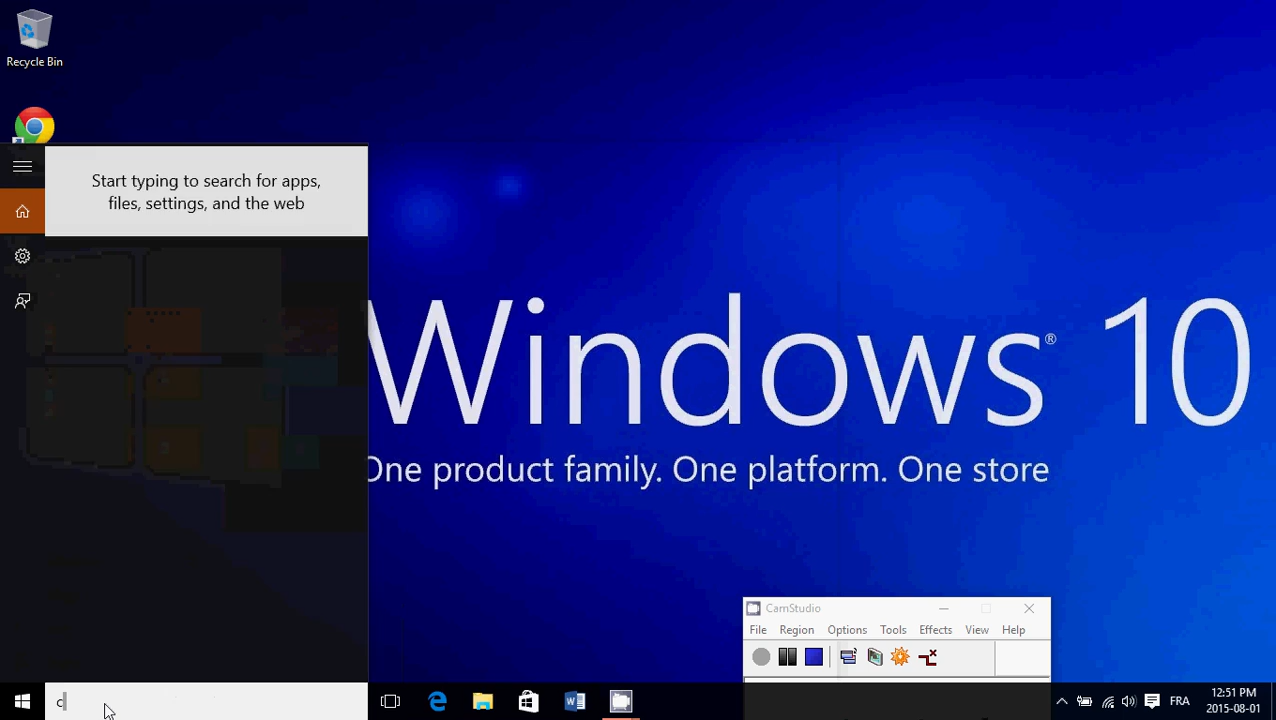 Recycle Bin
Start typing to search for apps,
files, settings, and the web
Windows® 10
One product family. One platform. One store
CamStudio
File Region Options Tools Effects View Help
c
FRA
12:51 PM
2015-08-01